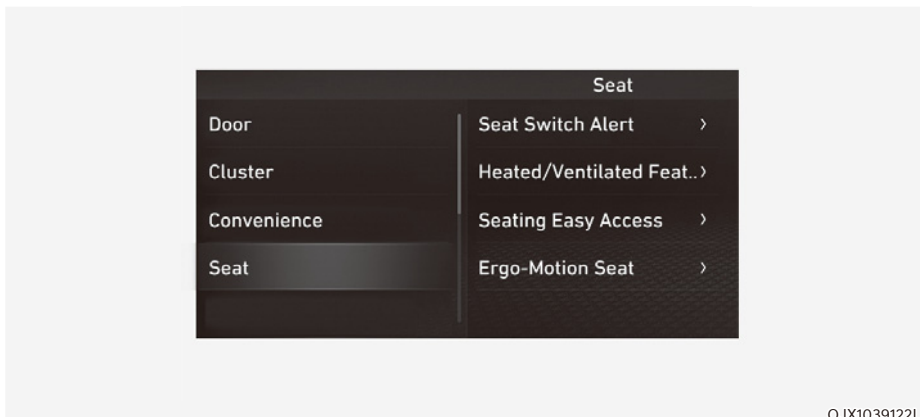 Seat
Door
Cluster
Convenience
Seat
Seat Switch Alert
Heated/Ventilated Feat..
Seating Easy Access
Ergo-Motion Seat